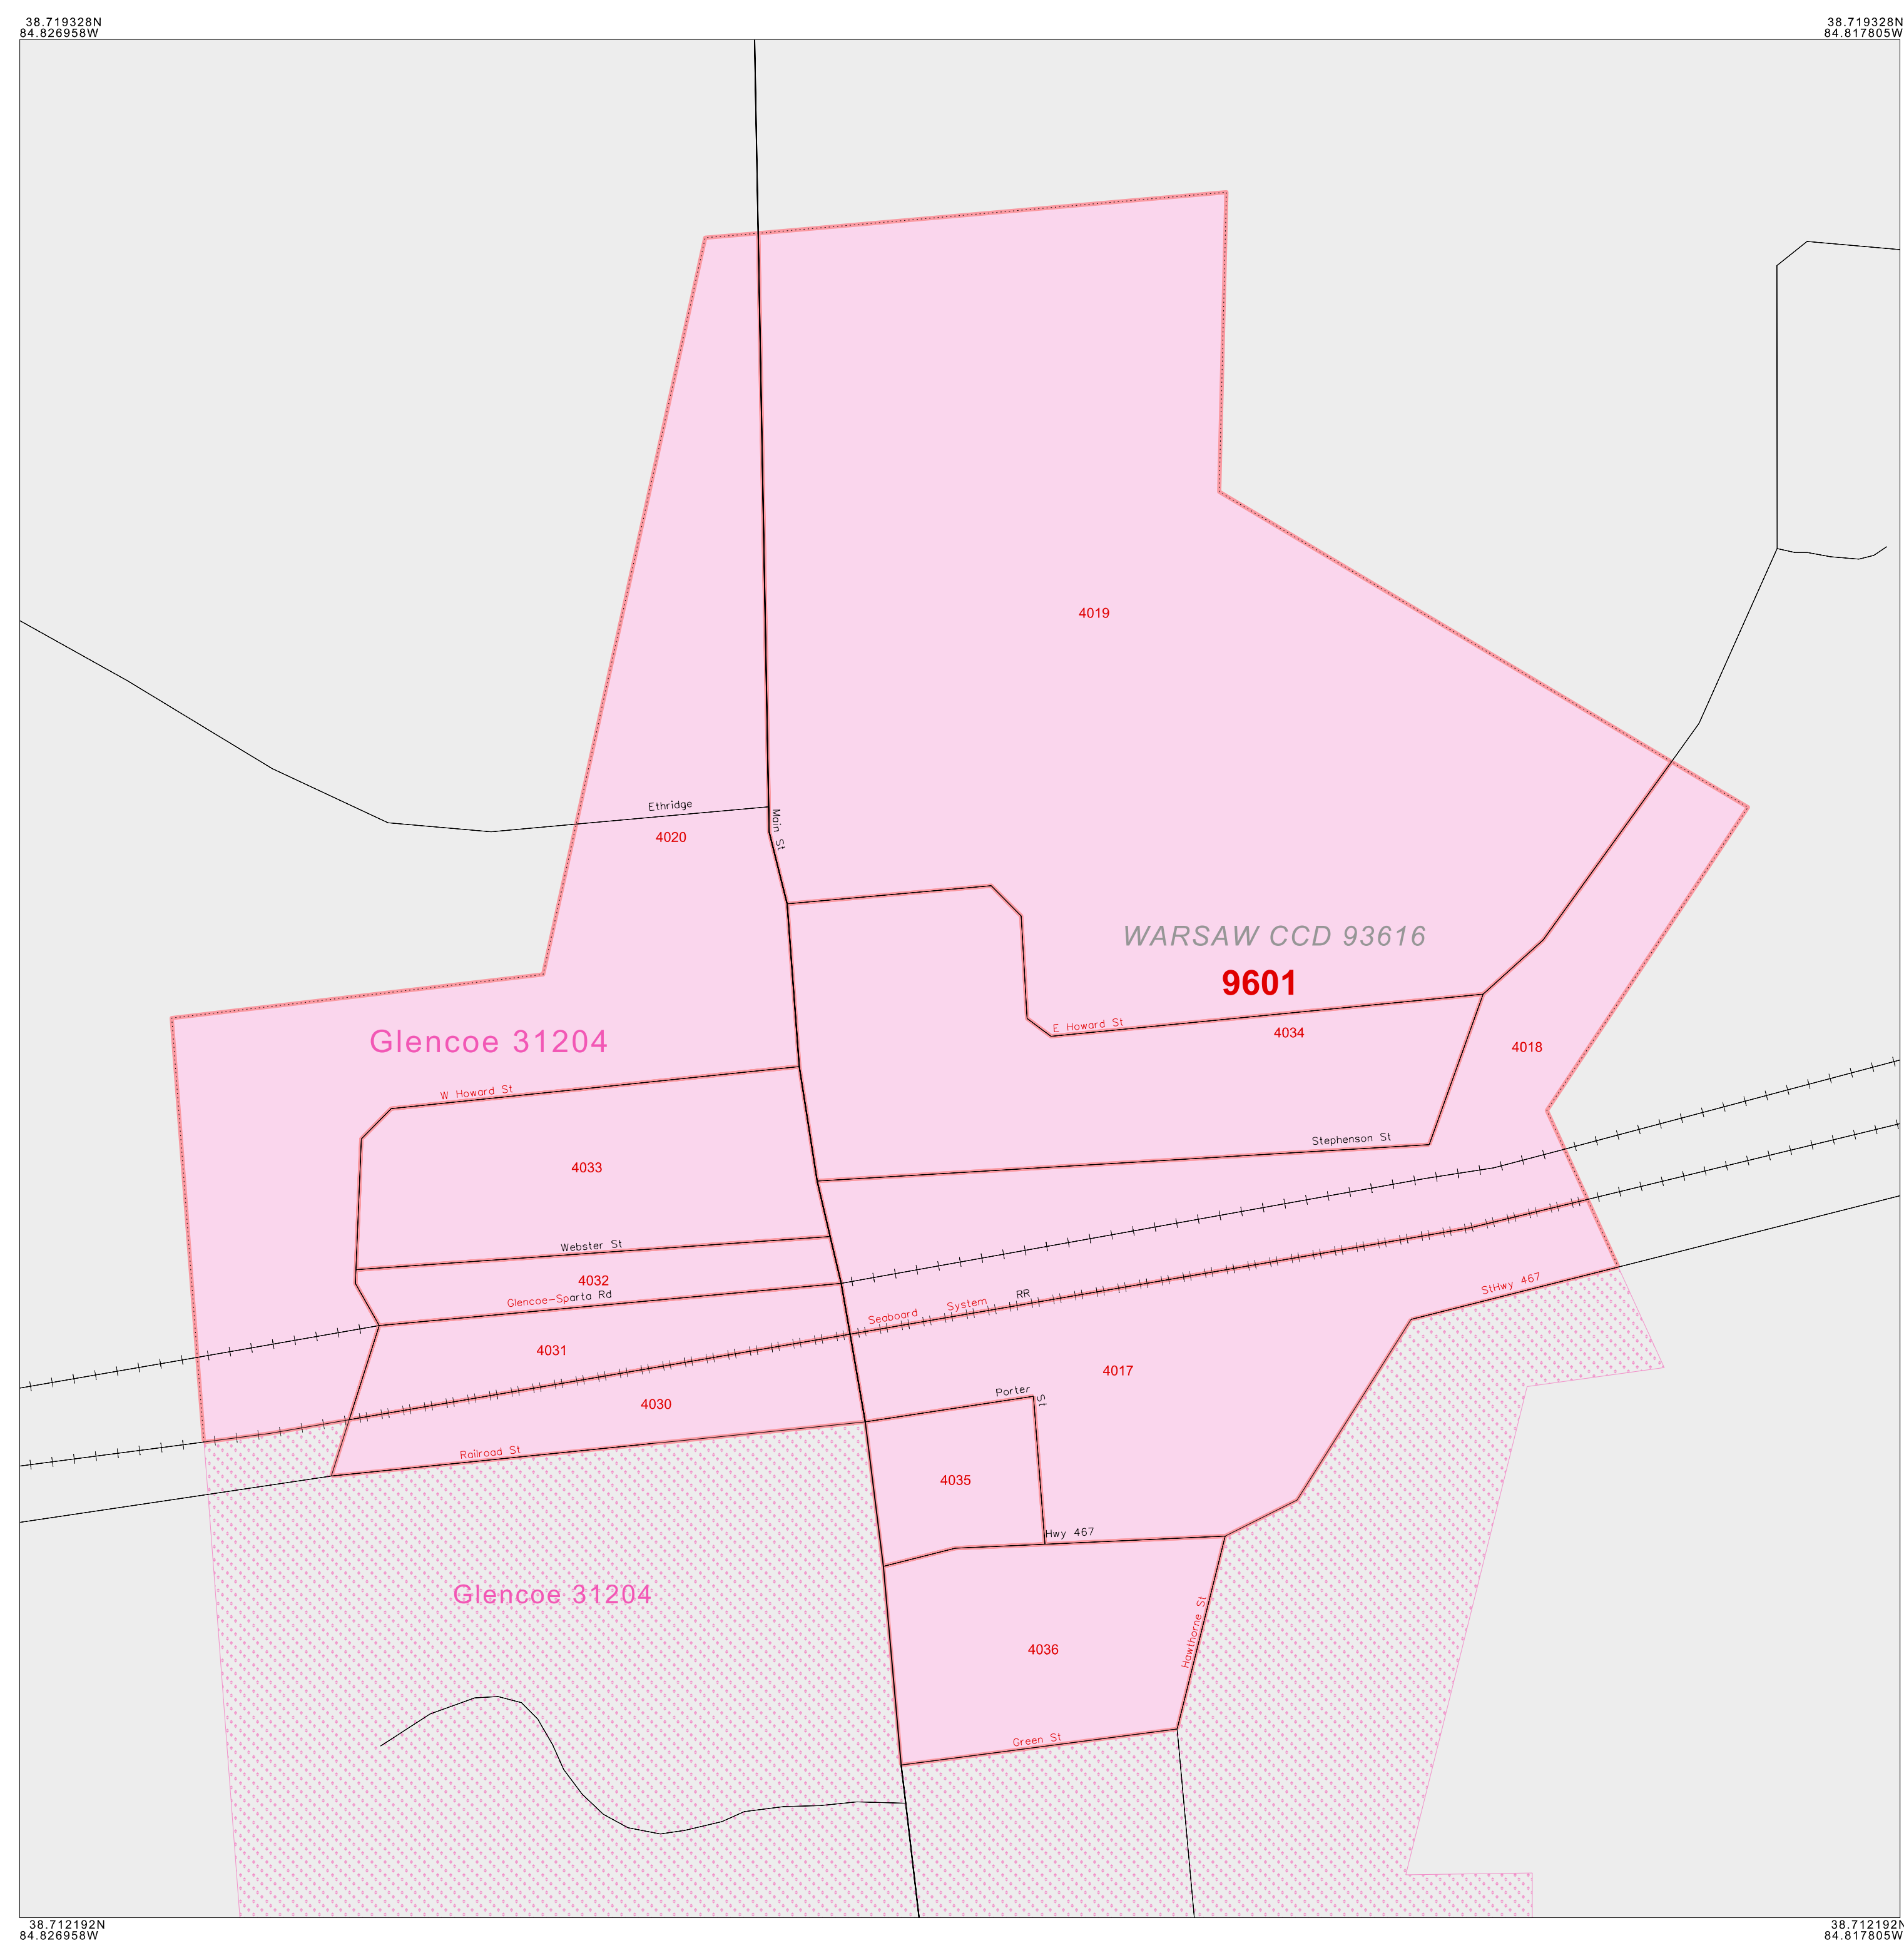 38.719328N
84.826958W
38.719328N
84.817805W
4019
Ethridge
Main St
4020
WARSAW CCD 93616
9601
E Howard St
4034
Glencoe 31204
4018
W Howard St
Stephenson St
4033
Webster St
4032
Glencoe-Sparta Rd
Seaboard System RR
StHwy 467
4031
4017
4030
Porter St
Railroad St
4035
Hwy 467
Glencoe 31204
Hawthorne St
4036
Green St
38.712192N
84.826958W
38.712192N
84.817805W